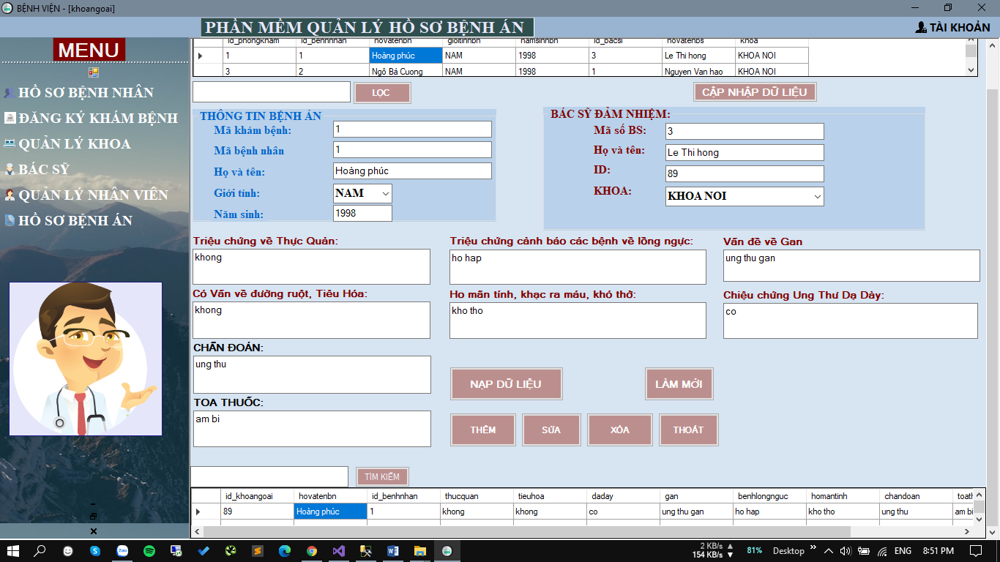 BỆNH VIỆN - [khoangoai]
PHẦN MỀM QUẢN LÝ HỒ SƠ BỆNH ÁN
TÀI KHOẢN
MENU
HỒ SƠ BỆNH NHÂN
ĐĂNG KÝ KHÁM BỆNH
QUẢN LÝ KHOA
BÁC SỸ
QUẢN LÝ NHÂN VIÊN
HỒ SƠ BỆNH ÁN
id_phongkham id_benhnhan hovatenbn gioitinhbn namsinhbn id_bacsi hovatenbs khoa
1 1 Hoàng phúc NAM 1998 3 Le Thi hong KHOA NOI
3 2 Ngô Bá Cuong NAM 1998 1 Nguyen Van hao KHOA NOI
LỌC
CẬP NHẬP DỮ LIỆU
THÔNG TIN BỆNH ÁN
Mã khám bệnh: 1
Mã bệnh nhân 1
Họ và tên: Hoàng phúc
Giới tính: NAM
Năm sinh: 1998
BÁC SỸ ĐẢM NHIỆM:
Mã số BS: 3
Họ và tên: Le Thi hong
ID: 89
KHOA: KHOA NOI
Triệu chứng về Thực Quản:
khong
Triệu chứng cảnh báo các bệnh về lồng ngực:
ho hap
Vấn đề về Gan
ung thu gan
Có Vấn về đường ruột, Tiêu Hóa:
khong
Ho mãn tính, khạc ra máu, khó thở:
kho tho
Chiệu chứng Ung Thư Dạ Dày:
co
CHẨN ĐOÁN:
ung thu
TOA THUỐC:
am bi
NẠP DỮ LIỆU
LÀM MỚI
THÊM
SỬA
XÓA
THOÁT
TÌM KIẾM
id_khoangoai hovatenbn id_benhnhan thucquan tieuhoa daday gan benhlongnguc homantinh chandoan toath
89 Hoàng phúc 1 khong khong co ung thu gan ho hap kho tho ung thu am bi
2 KB/s
154 KB/s
81%
Desktop
ENG
8:51 PM